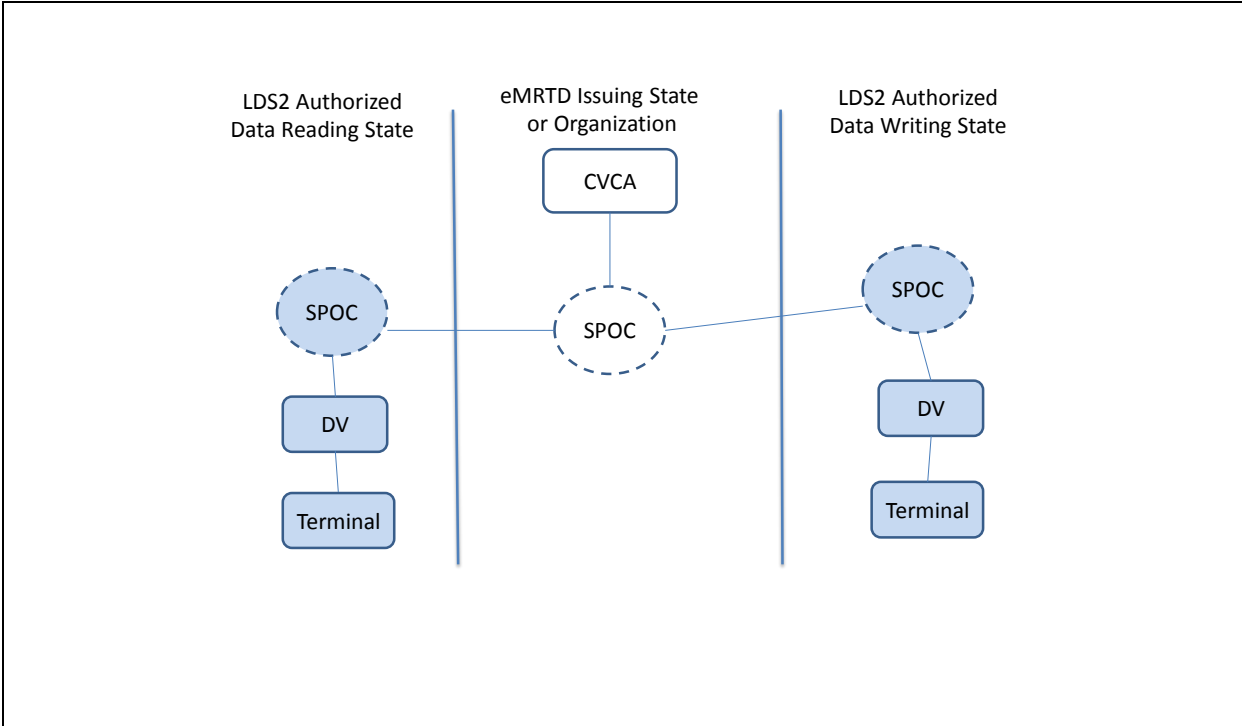 LDS2 Authorized
Data Reading State
eMRTD Issuing State
or Organization
LDS2 Authorized
Data Writing State
CVCA
SPOC
SPOC
SPOC
DV
DV
Terminal
Terminal